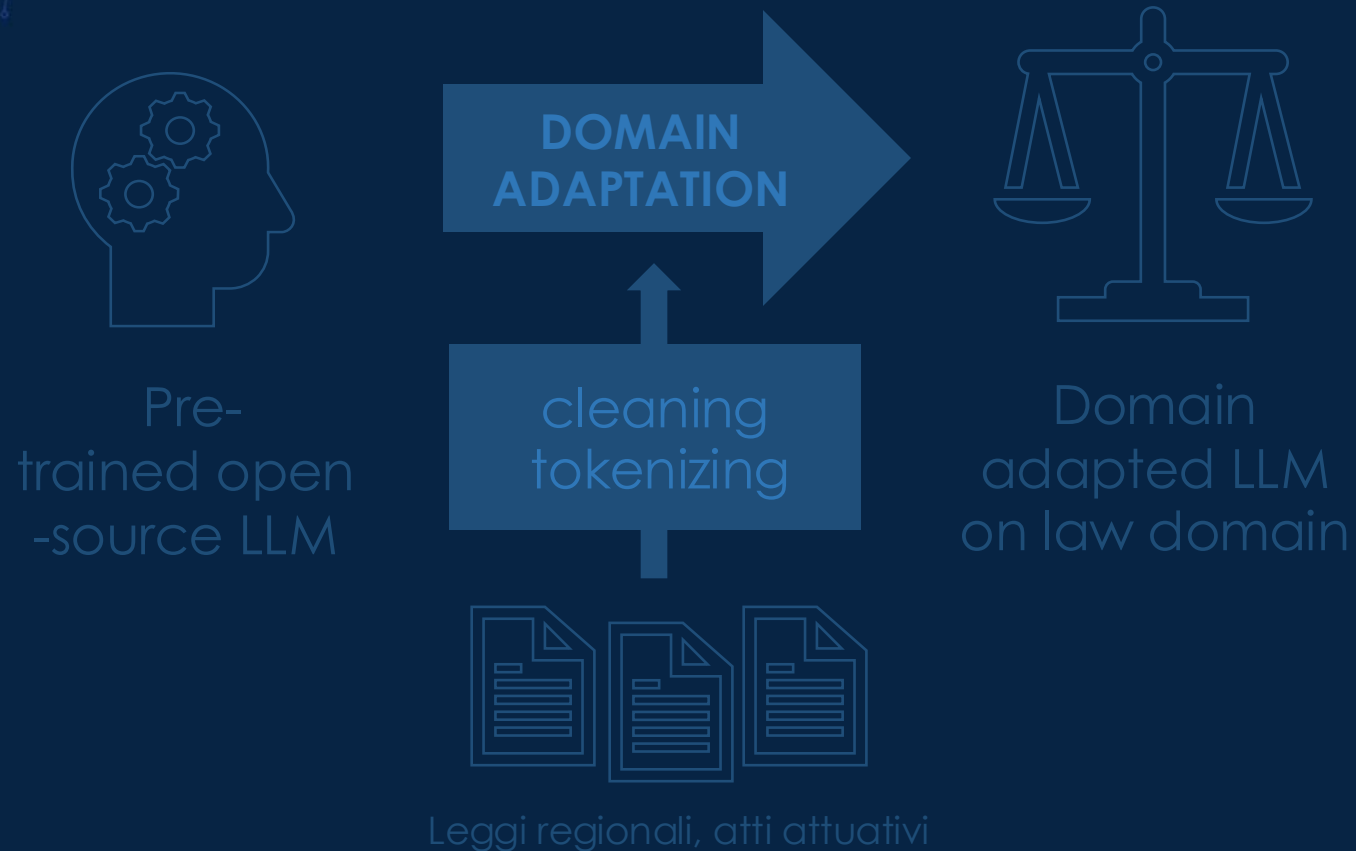 DOMAIN
ADAPTATION
Pre-
trained open
-source LLM
cleaning
tokenizing
Domain
adapted LLM
on law domain
Leggi regionali, atti attuativi